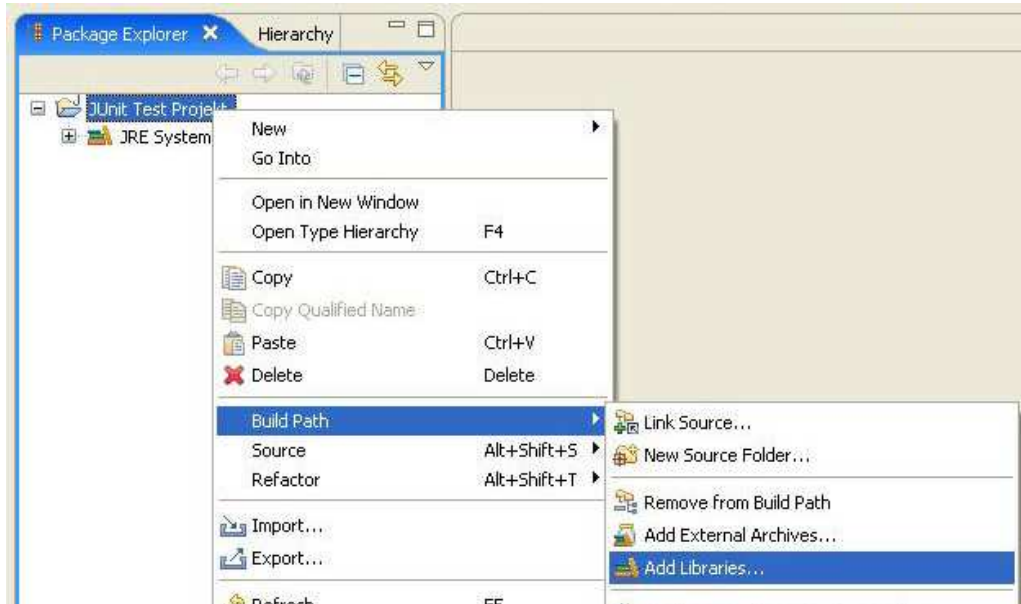 Package Explorer Hierarchy
JUnit Test Projekt
JRE System
New
Go Into
Open in New Window
Open Type Hierarchy F4
Copy Ctrl+C
Copy Qualified Name
Paste Ctrl+V
Delete Delete
Build Path
Source Alt+Shift+S
Refactor Alt+Shift+T
Import...
Export...
Refresh F5
Link Source...
New Source Folder...
Remove from Build Path
Add External Archives...
Add Libraries...